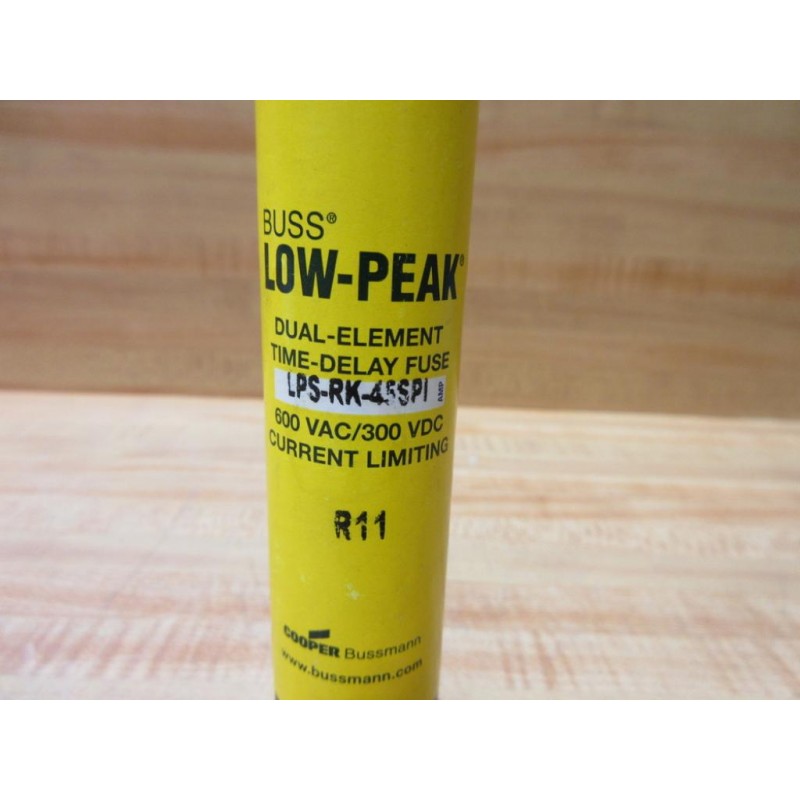 BUSS®
LOW-PEAK®
DUAL-ELEMENT
TIME-DELAY FUSE
LPS-RK-45SPI AMP
600 VAC/300 VDC
CURRENT LIMITING
R11
COOPER Bussmann
www.bussmann.com